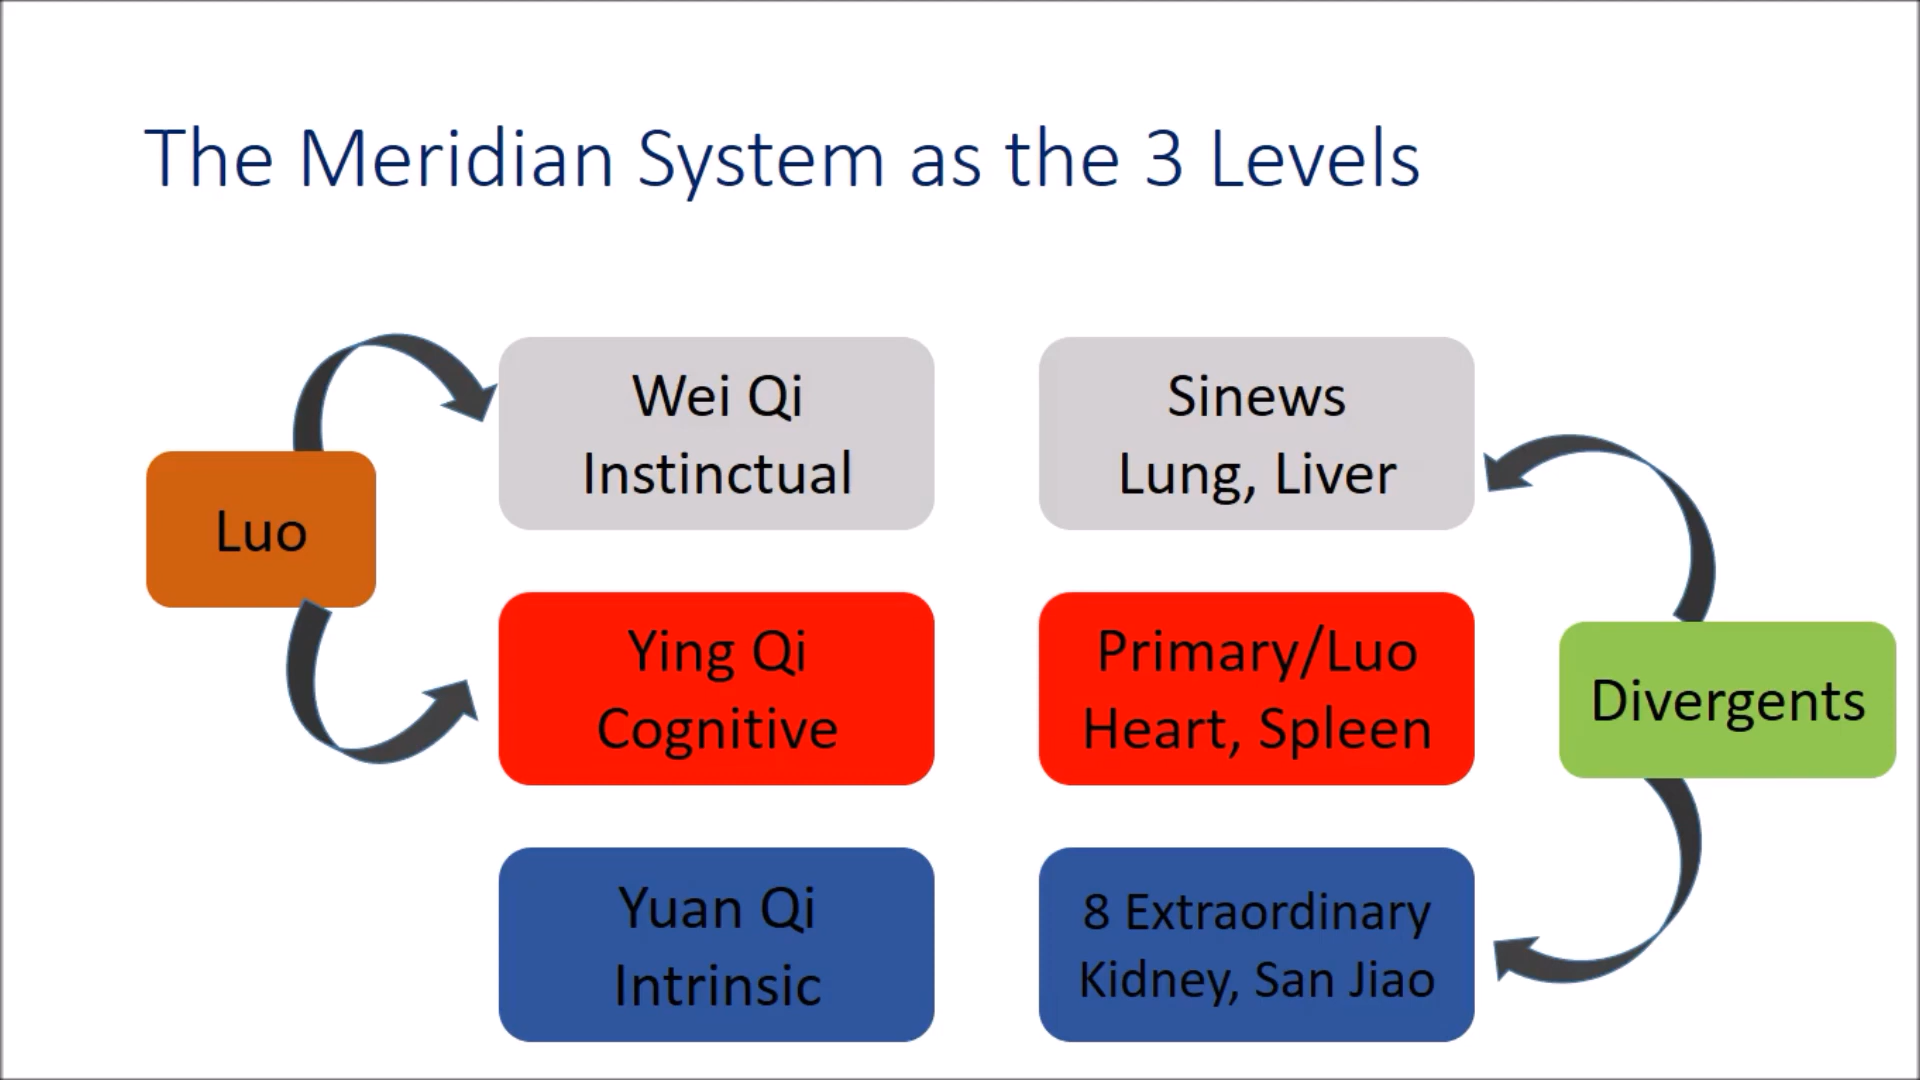 The Meridian System as the 3 Levels
Luo
Wei Qi
Instinctual
Sinews
Lung, Liver
Ying Qi
Cognitive
Primary/Luo
Heart, Spleen
Divergents
Yuan Qi
Intrinsic
8 Extraordinary
Kidney, San Jiao